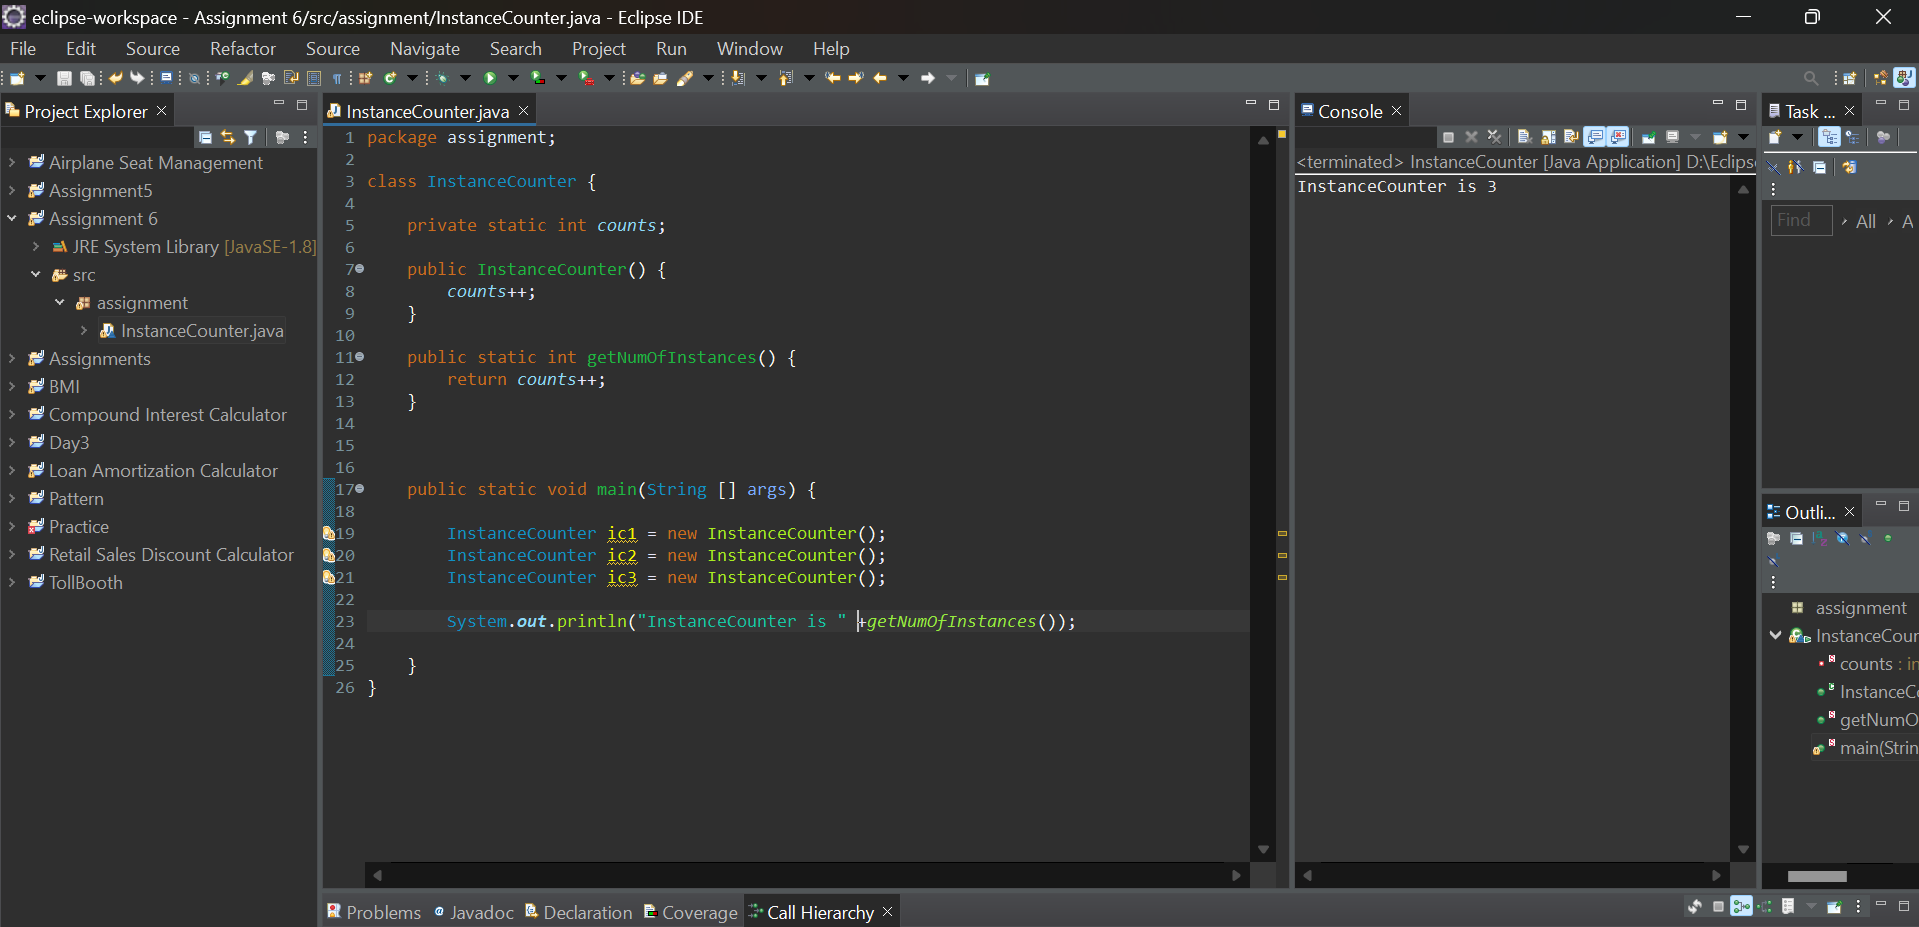 eclipse-workspace - Assignment 6/src/assignment/InstanceCounter.java - Eclipse IDE
File Edit Source Refactor Source Navigate Search Project Run Window Help
Project Explorer
Airplane Seat Management
Assignment5
Assignment 6
JRE System Library [JavaSE-1.8]
src
assignment
InstanceCounter.java
Assignments
BMI
Compound Interest Calculator
Day3
Loan Amortization Calculator
Pattern
Practice
Retail Sales Discount Calculator
TollBooth
InstanceCounter.java
1 package assignment;
2
3 class InstanceCounter {
4
5 private static int counts;
6
7 public InstanceCounter() {
8 counts++;
9 }
10
11 public static int getNumOfInstances() {
12 return counts++;
13 }
14
15
16
17 public static void main(String [] args) {
18
19 InstanceCounter ic1 = new InstanceCounter();
20 InstanceCounter ic2 = new InstanceCounter();
21 InstanceCounter ic3 = new InstanceCounter();
22
23 System.out.println("InstanceCounter is " +getNumOfInstances());
24
25 }
26 }
Console
<terminated> InstanceCounter [Java Application] D:\Eclipse
InstanceCounter is 3
Task ...
Find All A
Outli...
assignment
InstanceCour
counts : in
InstanceCo
getNumO
main(Strin
Problems Javadoc Declaration Coverage Call Hierarchy